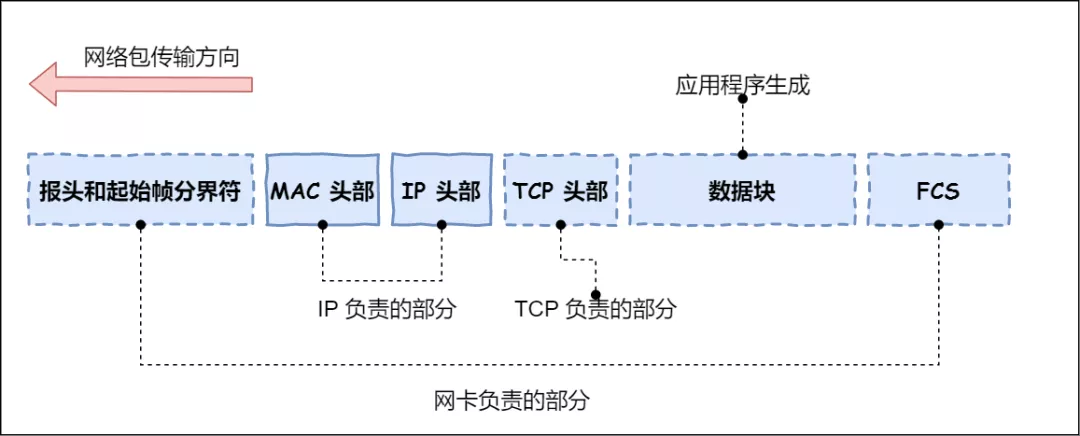 网络包传输方向
应用程序生成
报头和起始帧分界符
MAC 头部
IP 头部
TCP 头部
数据块
FCS
IP 负责的部分
TCP 负责的部分
网卡负责的部分